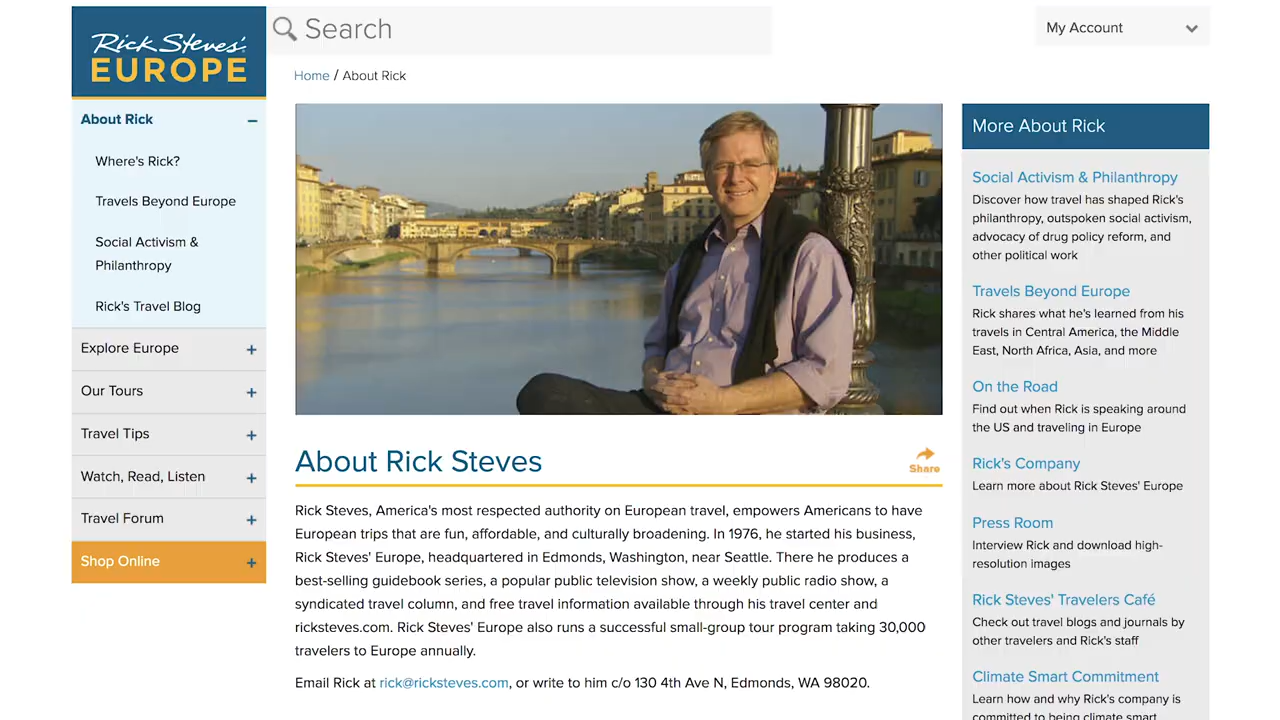 Rick Steves'
EUROPE
Search
My Account
Home / About Rick
About Rick
Where's Rick?
Travels Beyond Europe
Social Activism &
Philanthropy
Rick's Travel Blog
Explore Europe
Our Tours
Travel Tips
Watch, Read, Listen
Travel Forum
Shop Online
About Rick Steves
Share
Rick Steves, America's most respected authority on European travel, empowers Americans to have
European trips that are fun, affordable, and culturally broadening. In 1976, he started his business,
Rick Steves' Europe, headquartered in Edmonds, Washington, near Seattle. There he produces a
best-selling guidebook series, a popular public television show, a weekly public radio show, a
syndicated travel column, and free travel information available through his travel center and
ricksteves.com. Rick Steves' Europe also runs a successful small-group tour program taking 30,000
travelers to Europe annually.
Email Rick at rick@ricksteves.com, or write to him c/o 130 4th Ave N, Edmonds, WA 98020.
More About Rick
Social Activism & Philanthropy
Discover how travel has shaped Rick's
philanthropy, outspoken social activism,
advocacy of drug policy reform, and
other political work
Travels Beyond Europe
Rick shares what he's learned from his
travels in Central America, the Middle
East, North Africa, Asia, and more
On the Road
Find out when Rick is speaking around
the US and traveling in Europe
Rick's Company
Learn more about Rick Steves' Europe
Press Room
Interview Rick and download high-
resolution images
Rick Steves' Travelers Café
Check out travel blogs and journals by
other travelers and Rick's staff
Climate Smart Commitment
Learn how and why Rick's company is
committed to being climate smart